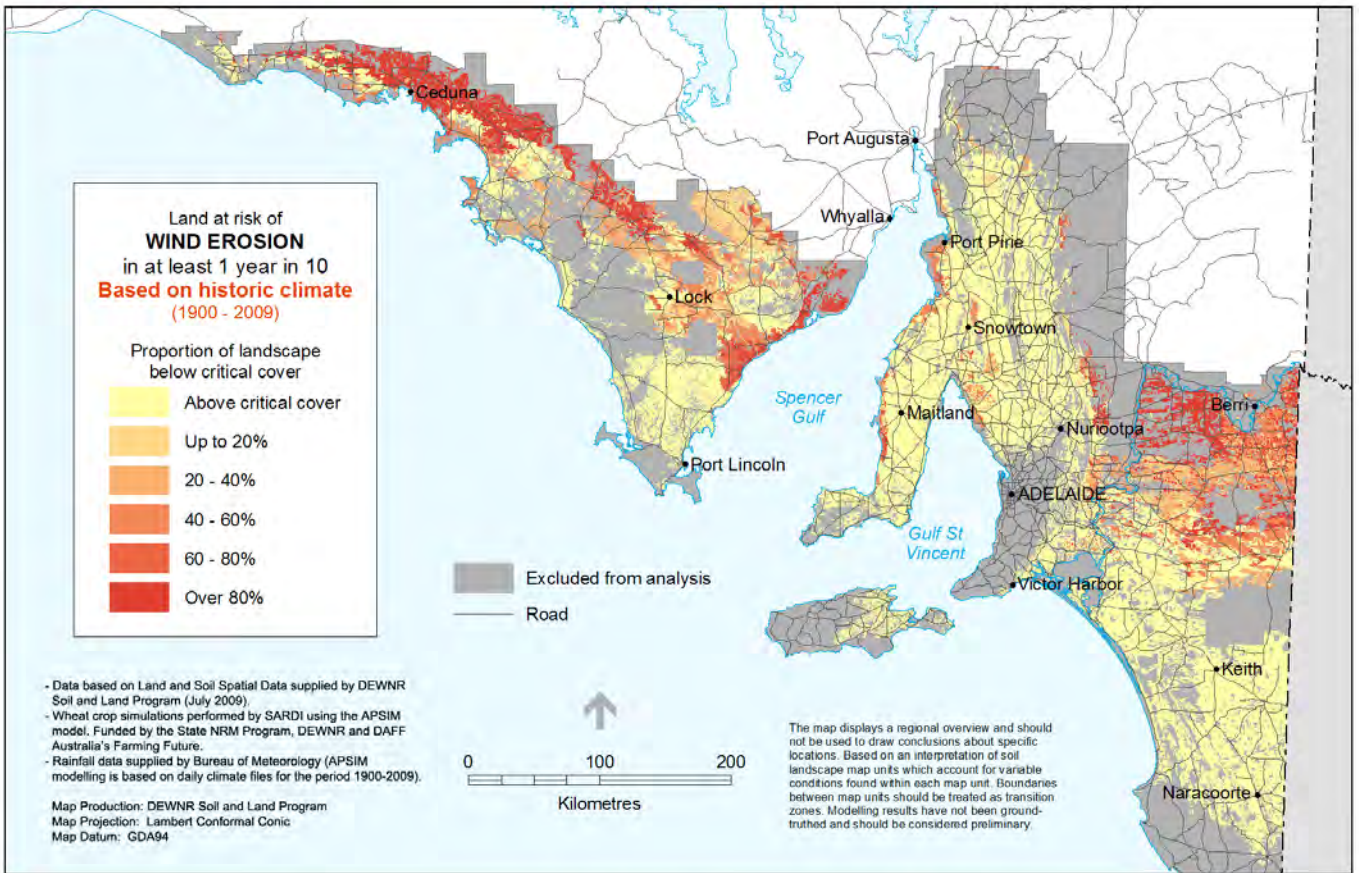 Land at risk of
WIND EROSION
in at least 1 year in 10
Based on historic climate
(1900 - 2009)
Proportion of landscape
below critical cover
Above critical cover
Up to 20%
20 - 40%
40 - 60%
60 - 80%
Over 80%
Ceduna
Port Augusta
Whyalla
Port Pirie
Lock
Snowtown
Spencer
Gulf
Maitland
Berri
Nuriootpa
Port Lincoln
ADELAIDE
Gulf St
Vincent
Victor Harbor
Keith
Naracoorte
Excluded from analysis
Road
- Data based on Land and Soil Spatial Data supplied by DEWNR
Soil and Land Program (July 2009).
- Wheat crop simulations performed by SARDI using the APSIM
model. Funded by the State NRM Program, DEWNR and DAFF
Australia's Farming Future.
- Rainfall data supplied by Bureau of Meteorology (APSIM
modelling is based on daily climate files for the period 1900-2009).
Map Production: DEWNR Soil and Land Program
Map Projection: Lambert Conformal Conic
Map Datum: GDA94
0 100 200
Kilometres
The map displays a regional overview and should
not be used to draw conclusions about specific
locations. Based on an interpretation of soil
landscape map units which account for variable
conditions found within each map unit. Boundaries
between map units should be treated as transition
zones. Modelling results have not been ground-
truthed and should be considered preliminary.